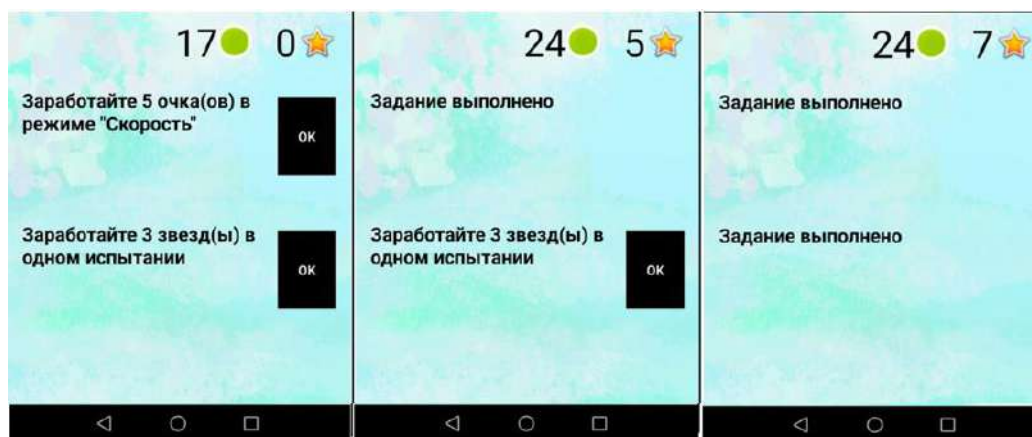 17 0
Заработайте 5 очка(ов) в
режиме "Скорость"
ОК
Заработайте 3 звезд(ы) в
одном испытании
ОК
24 5
Задание выполнено
Заработайте 3 звезд(ы) в
одном испытании
ОК
24 7
Задание выполнено
Задание выполнено